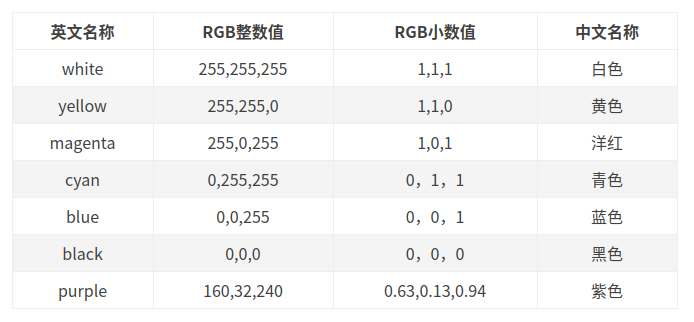 英文名称 RGB整数值 RGB小数值 中文名称
white 255,255,255 1,1,1 白色
yellow 255,255,0 1,1,0 黄色
magenta 255,0,255 1,0,1 洋红
cyan 0,255,255 0，1，1 青色
blue 0,0,255 0，0，1 蓝色
black 0,0,0 0，0，0 黑色
purple 160,32,240 0.63,0.13,0.94 紫色